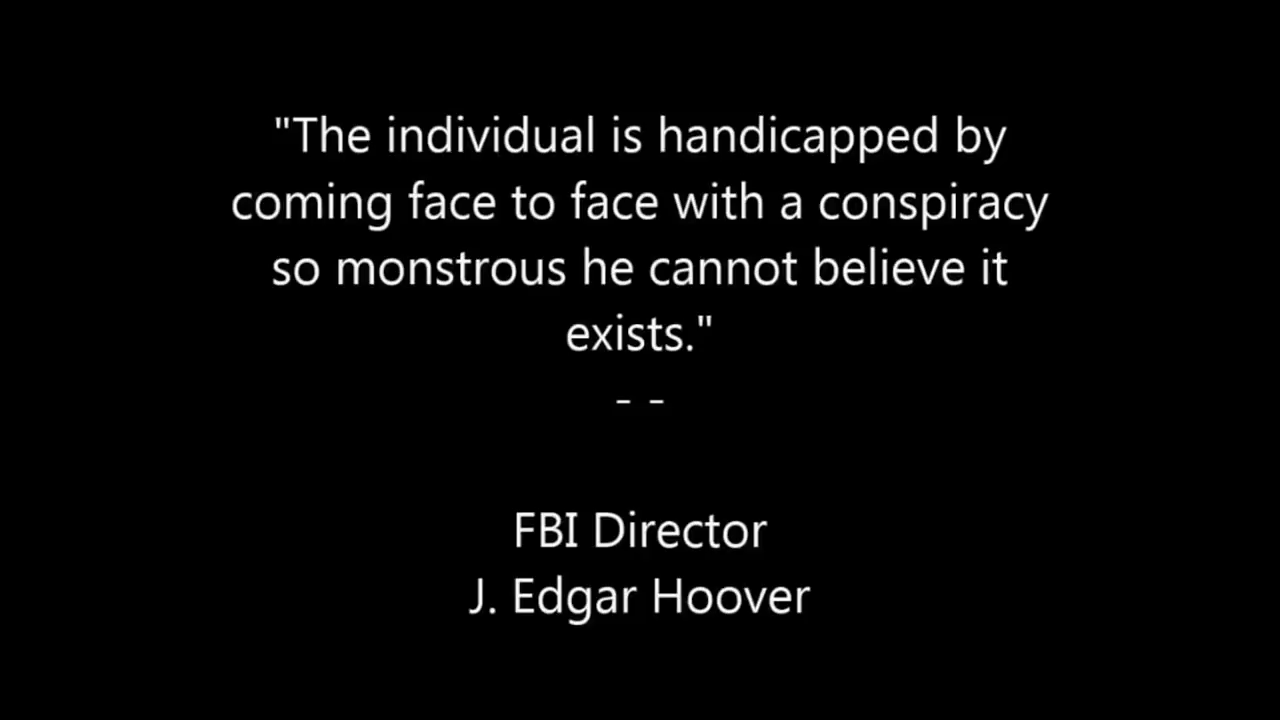 "The individual is handicapped by
coming face to face with a conspiracy
so monstrous he cannot believe it
exists."
- -
FBI Director
J. Edgar Hoover